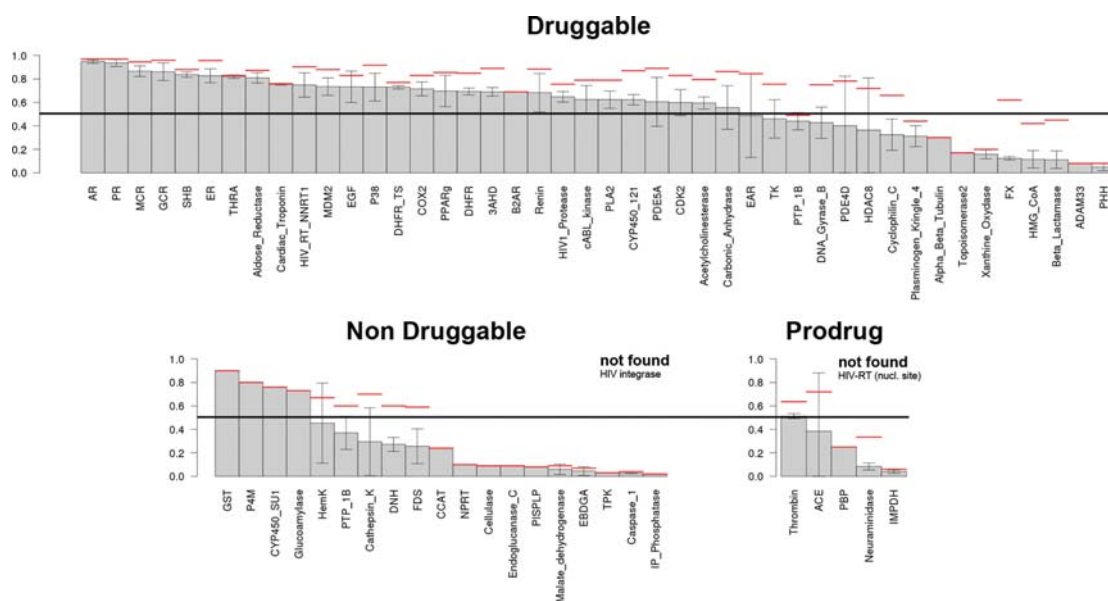 Druggable
1.0
0.8
0.6
0.4
0.2
0.0
AR
PR
MCR
GCR
SHB
ER
THRA
Aldose_Reductase
Cardiac_Troponin
HIV_RT_NNRT1
MDM2
EGF
P38
DHFR_TS
COX2
PPARg
DHFR
3AHD
B2AR
Renin
HIV1_Protease
cABL_kinase
PLA2
CYP450_121
PDE5A
CDK2
Acetylcholinesterase
Carbonic_Anhydrase
EAR
TK
PTP_1B
DNA_Gyrase_B
PDE4D
HDAC8
Cyclophilin_C
Plasminogen_Kringle_4
Alpha_Beta_Tubulin
Topoisomerase2
Xanthine_Oxydase
FX
HMG_CoA
Beta_Lactamase
ADAM33
PHH
Non Druggable
not found
HIV integrase
1.0
0.8
0.6
0.4
0.2
0.0
GST
P4M
CYP450_SU1
Glucoamylase
HemK
PTP_1B
Cathepsin_K
DNH
FDS
CCAT
NPRT
Cellulase
Endoglucanase_C
PISPLP
Malate_dehydrogenase
EBDGA
TPK
Caspase_1
IP_Phosphatase
Prodrug
not found
HIV-RT (nucl. site)
1.0
0.8
0.6
0.4
0.2
0.0
Thrombin
ACE
PBP
Neuraminidase
IMPDH